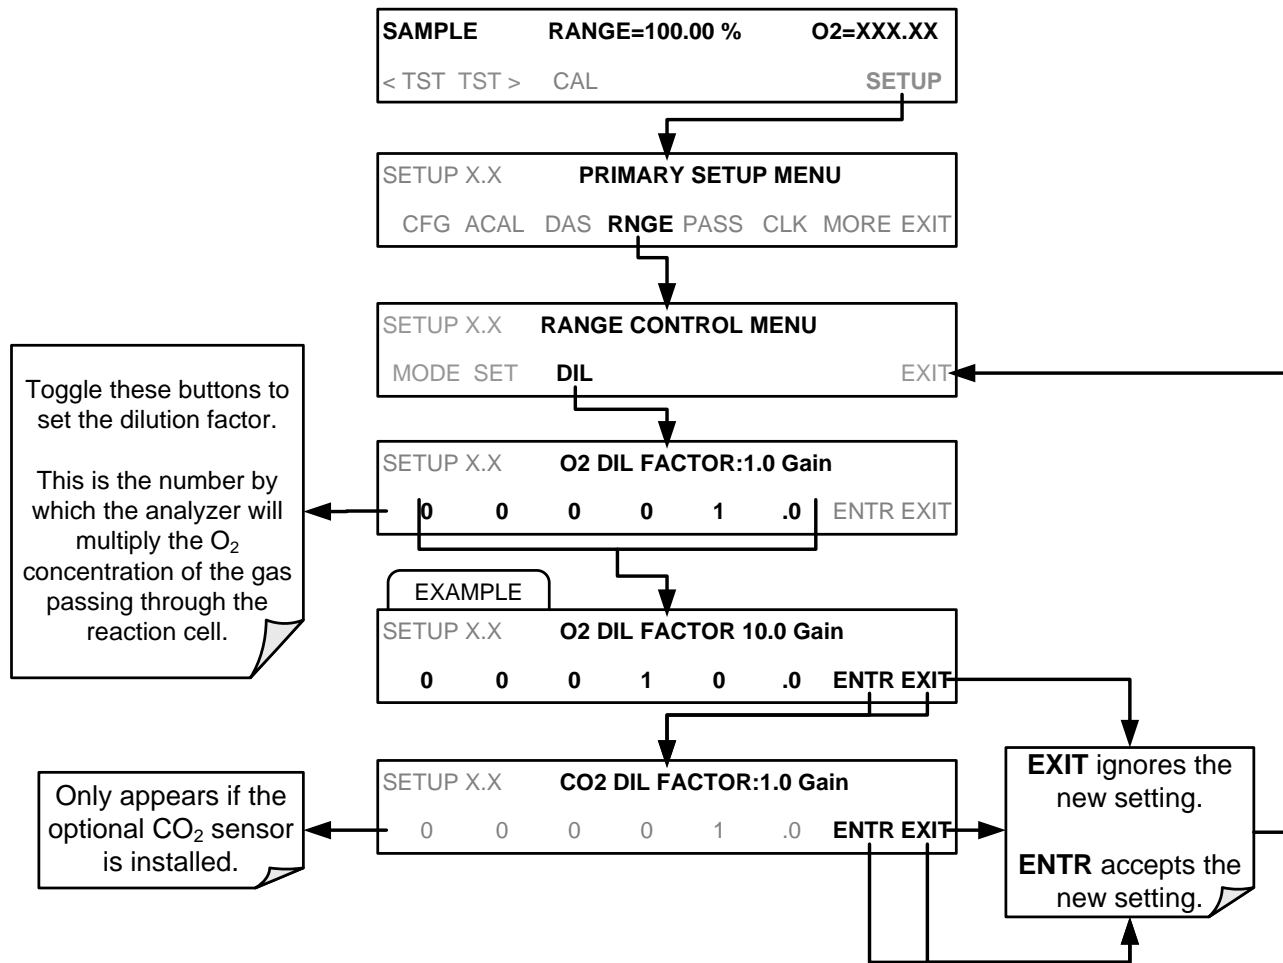 SAMPLE RANGE=100.00 % O2=XXX.XX
< TST TST > CAL SETUP
SETUP X.X PRIMARY SETUP MENU
CFG ACAL DAS RNGE PASS CLK MORE EXIT
SETUP X.X RANGE CONTROL MENU
MODE SET DIL EXIT
Toggle these buttons to
set the dilution factor.
This is the number by
which the analyzer will
multiply the O₂
concentration of the gas
passing through the
reaction cell.
SETUP X.X O2 DIL FACTOR:1.0 Gain
0 0 0 0 1 .0 ENTR EXIT
EXAMPLE
SETUP X.X O2 DIL FACTOR 10.0 Gain
0 0 0 1 0 .0 ENTR EXIT
Only appears if the
optional CO₂ sensor
is installed.
SETUP X.X CO2 DIL FACTOR:1.0 Gain
0 0 0 0 1 .0 ENTR EXIT
EXIT ignores the
new setting.
ENTR accepts the
new setting.